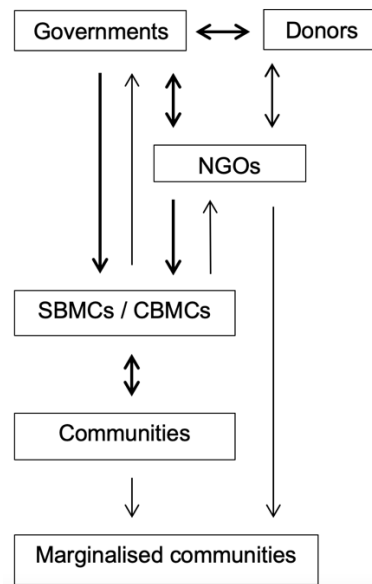 Governments
Donors
NGOs
SBMCs / CBMCs
Communities
Marginalised communities